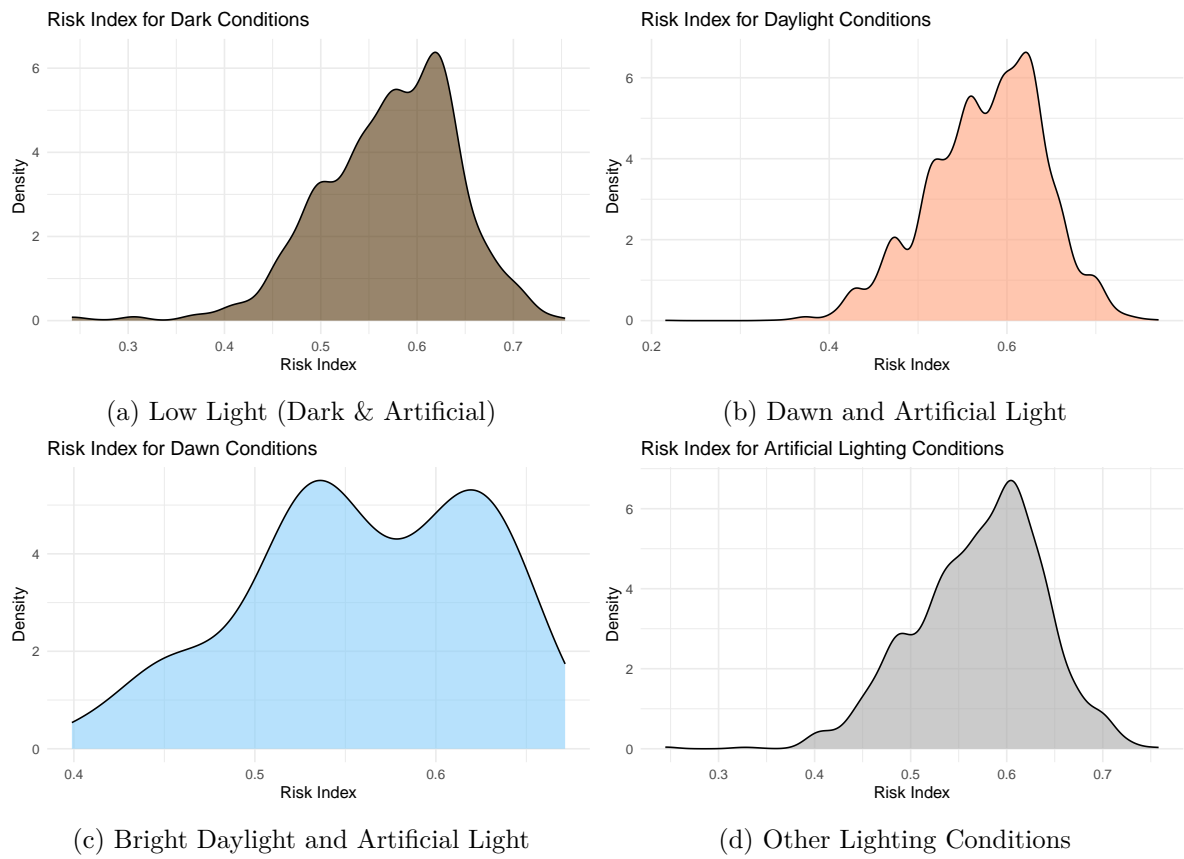 Risk Index for Dark Conditions
Density
6
4
2
0
0.3 0.4 0.5 0.6 0.7
Risk Index
(a) Low Light (Dark & Artificial)
Risk Index for Daylight Conditions
Density
6
4
2
0
0.2 0.4 0.6
Risk Index
(b) Dawn and Artificial Light
Risk Index for Dawn Conditions
Density
4
2
0
0.4 0.5 0.6
Risk Index
(c) Bright Daylight and Artificial Light
Risk Index for Artificial Lighting Conditions
Density
6
4
2
0
0.3 0.4 0.5 0.6 0.7
Risk Index
(d) Other Lighting Conditions